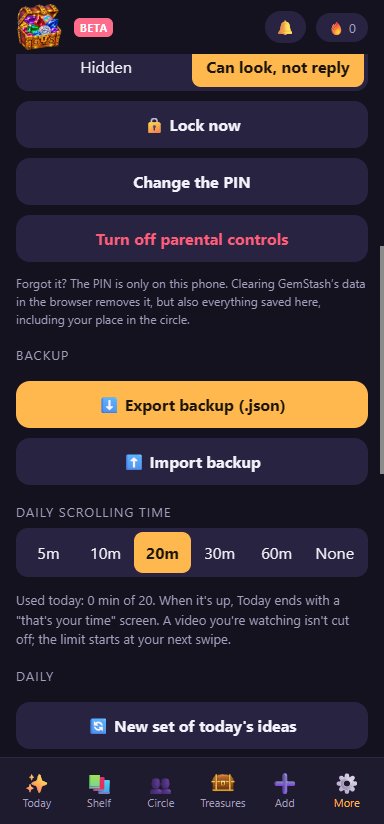 BETA
0
Hidden
Can look, not reply
Lock now
Change the PIN
Turn off parental controls
Forgot it? The PIN is only on this phone. Clearing GemStash's data
in the browser removes it, but also everything saved here,
including your place in the circle.
BACKUP
Export backup (.json)
Import backup
DAILY SCROLLING TIME
5m
10m
20m
30m
60m
None
Used today: 0 min of 20. When it's up, Today ends with a
"that's your time" screen. A video you're watching isn't cut
off; the limit starts at your next swipe.
DAILY
New set of today's ideas
Today
Shelf
Circle
Treasures
Add
More